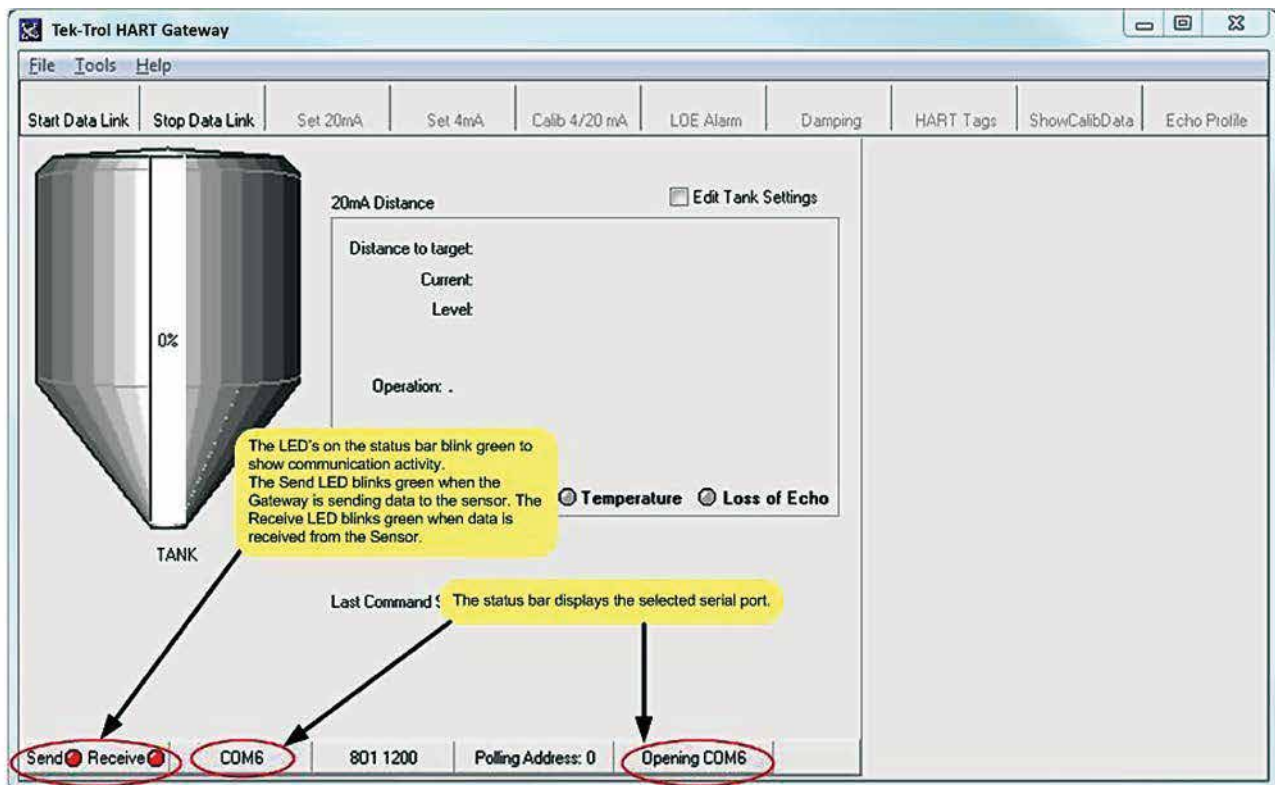 Tek-Trol HART Gateway
File Tools Help
Start Data Link Stop Data Link Set 20mA Set 4mA Calib 4/20 mA LOE Alarm Damping HART Tags ShowCalibData Echo Profile
20mA Distance Edit Tank Settings
Distance to target:
Current:
Level:
0%
Operation: .
The LED's on the status bar blink green to
show communication activity.
The Send LED blinks green when the
Gateway is sending data to the sensor. The
Receive LED blinks green when data is
received from the Sensor.
Temperature Loss of Echo
TANK
Last Command
The status bar displays the selected serial port.
Send Receive COM6 8O1 1200 Polling Address: 0 Opening COM6